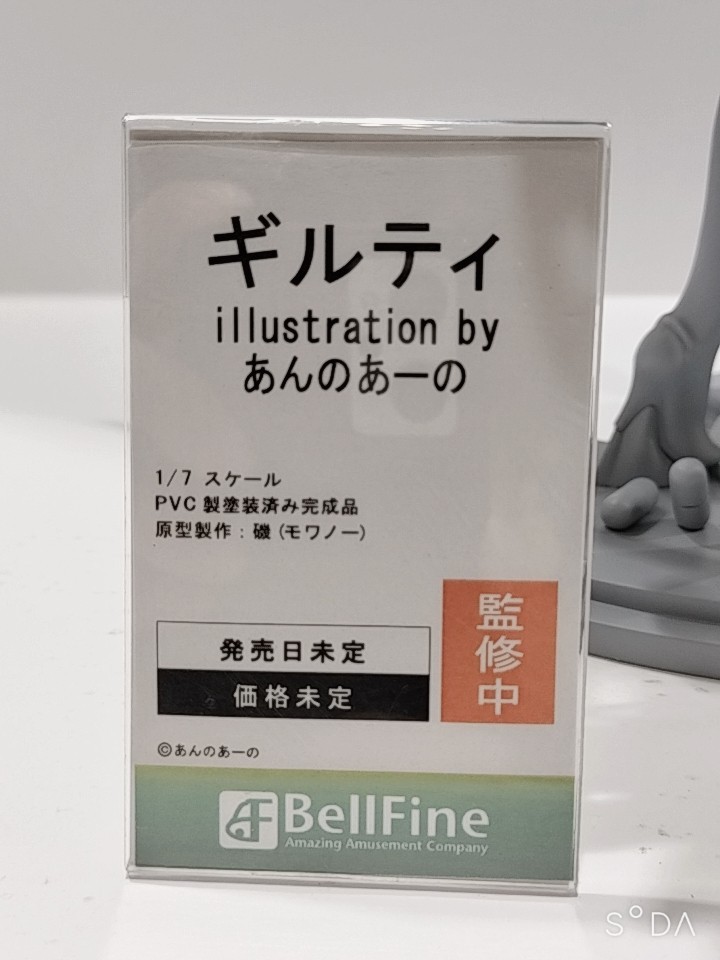 ギルティ
illustration by
あんのあーの
1/7 スケール
PVC 製塗装済み完成品
原型製作：磯 (モワノー)
監修中
発売日未定
価格未定
©あんのあーの
BellFine
Amazing Amusement Company
SODA